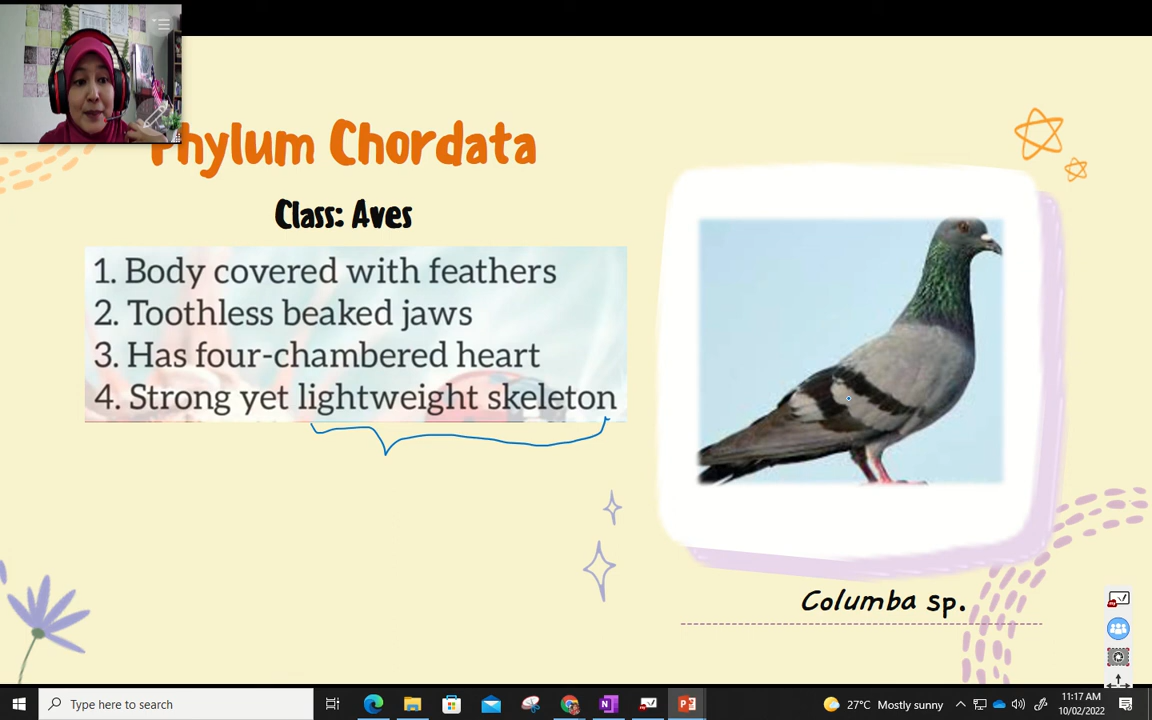 Phylum Chordata
Class: Aves
1. Body covered with feathers
2. Toothless beaked jaws
3. Has four-chambered heart
4. Strong yet lightweight skeleton
Columba sp.
Type here to search
27°C Mostly sunny
11:17 AM
10/02/2022